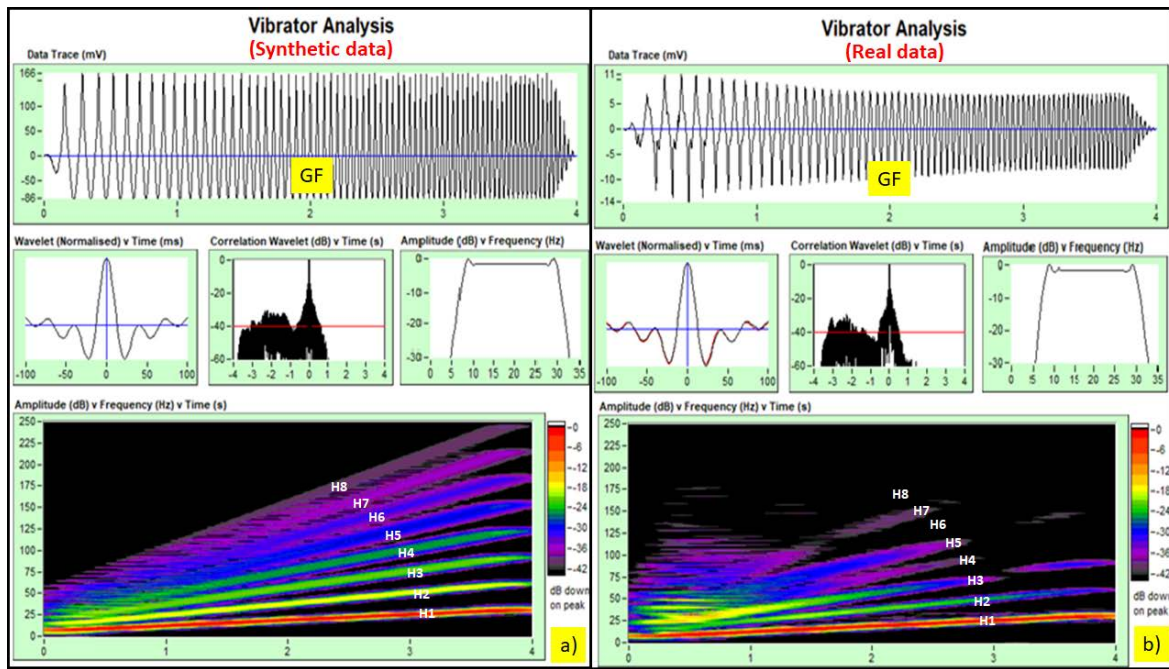 Vibrator Analysis
(Synthetic data)
Data Trace (mV)
166
100
50
0
-50
-86
GF
0 1 2 3 4
Wavelet (Normalised) v Time (ms)
-100 -50 0 50 100
Correlation Wavelet (dB) v Time (s)
-0
-20
-40
-60
-4 -3 -2 -1 0 1 2 3 4
Amplitude (dB) v Frequency (Hz)
-0
-10
-20
-30
0 5 10 15 20 25 30 35
Amplitude (dB) v Frequency (Hz) v Time (s)
250
225
200
175
150
125
100
75
50
25
0
H8
H7
H6
H5
H4
H3
H2
H1
0 1 2 3 4
-0
-6
-12
-18
-24
-30
-36
-42
dB down
on peak
a)
Vibrator Analysis
(Real data)
Data Trace (mV)
11
5
0
-5
-10
-14
GF
0 1 2 3 4
Wavelet (Normalised) v Time (ms)
-100 -50 0 50 100
Correlation Wavelet (dB) v Time (s)
-0
-20
-40
-60
-4 -3 -2 -1 0 1 2 3 4
Amplitude (dB) v Frequency (Hz)
-0
-10
-20
-30
0 5 10 15 20 25 30 35
Amplitude (dB) v Frequency (Hz) v Time (s)
250
225
200
175
150
125
100
75
50
25
0
H8
H7
H6
H5
H4
H3
H2
H1
0 1 2 3 4
-0
-6
-12
-18
-24
-30
-36
-42
dB down
on peak
b)